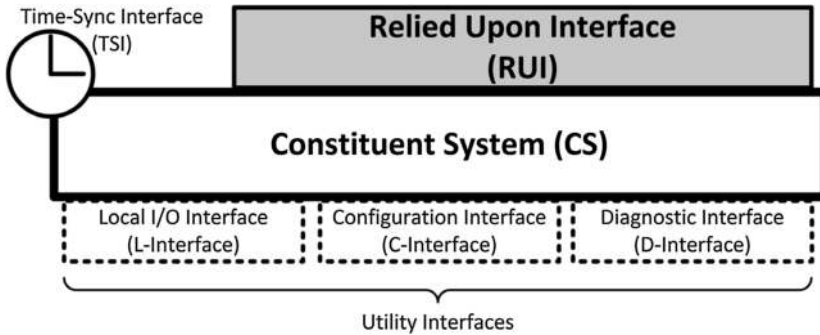 Time-Sync Interface
(TSI)
Relied Upon Interface
(RUI)
Constituent System (CS)
Local I/O Interface
(L-Interface)
Configuration Interface
(C-Interface)
Diagnostic Interface
(D-Interface)
Utility Interfaces